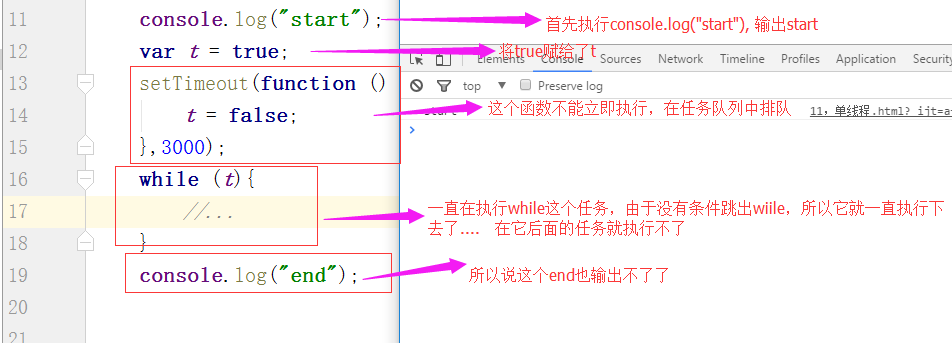 11 console.log("start"); 首先执行console.log("start"), 输出start
12 var t = true; 将true赋给了t
Elements Console Sources Network Timeline Profiles Application Security
13 setTimeout(function ()
top Preserve log
14 t = false; 这个函数不能立即执行，在任务队列中排队
start 11，单线程.html? ijt=a
15 },3000);
16 while (t){
17 //... 一直在执行while这个任务，由于没有条件跳出wiile，所以它就一直执行下
去了.... 在它后面的任务就执行不了
18 }
19 console.log("end"); 所以说这个end也输出不了了
20
21